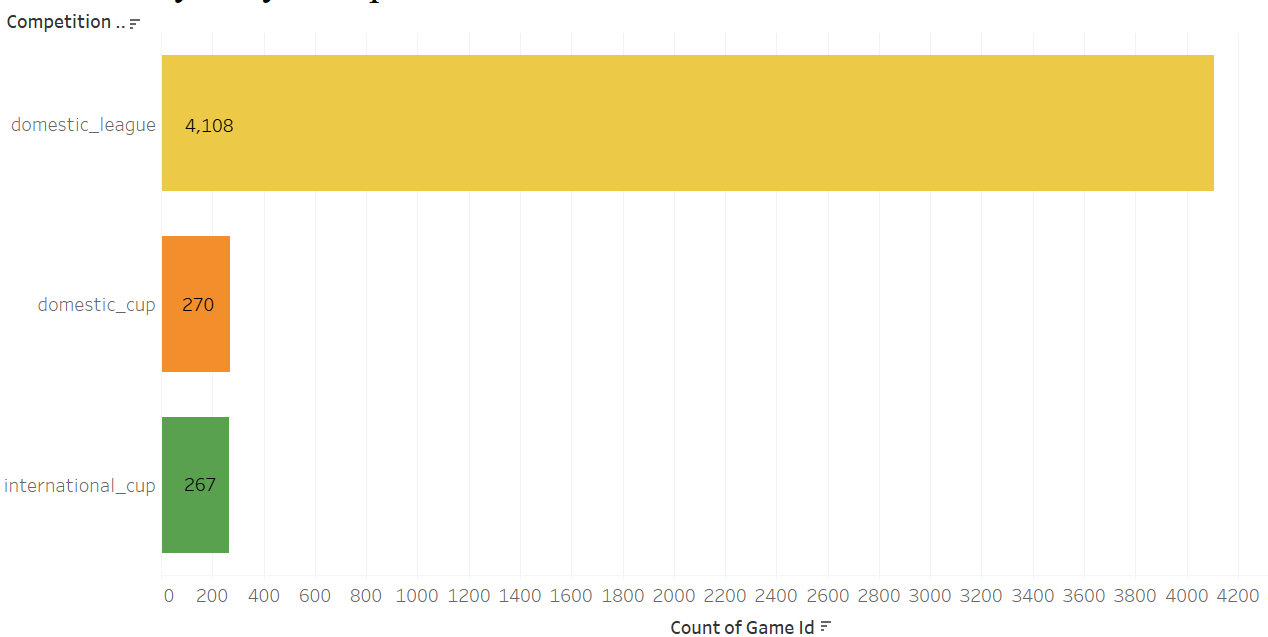 Competition ..
domestic_league
4,108
domestic_cup
270
international_cup
267
0 200 400 600 800 1000 1200 1400 1600 1800 2000 2200 2400 2600 2800 3000 3200 3400 3600 3800 4000 4200
Count of Game Id